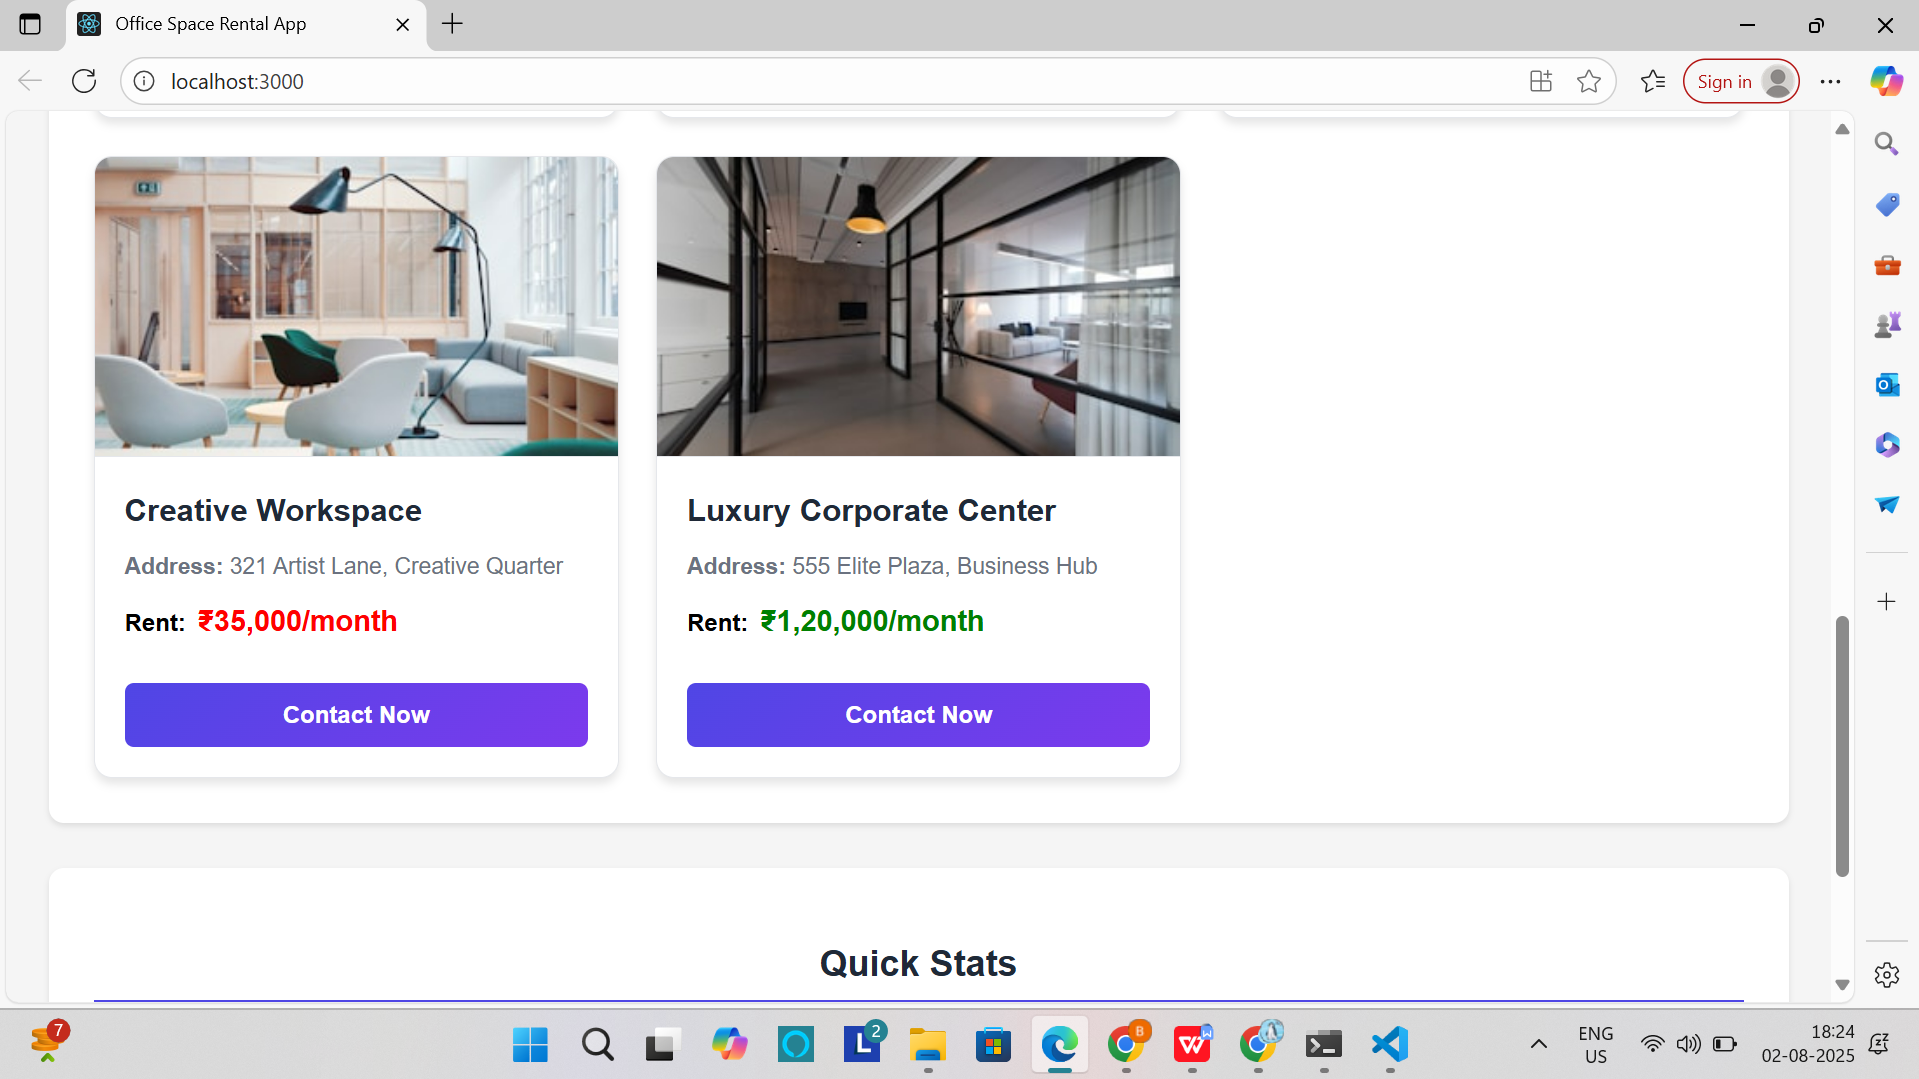 Office Space Rental App
localhost:3000
Sign in
Creative Workspace
Address: 321 Artist Lane, Creative Quarter
Rent: ₹35,000/month
Contact Now
Luxury Corporate Center
Address: 555 Elite Plaza, Business Hub
Rent: ₹1,20,000/month
Contact Now
Quick Stats
7
L
2
B
W
W
ENG
US
18:24
02-08-2025